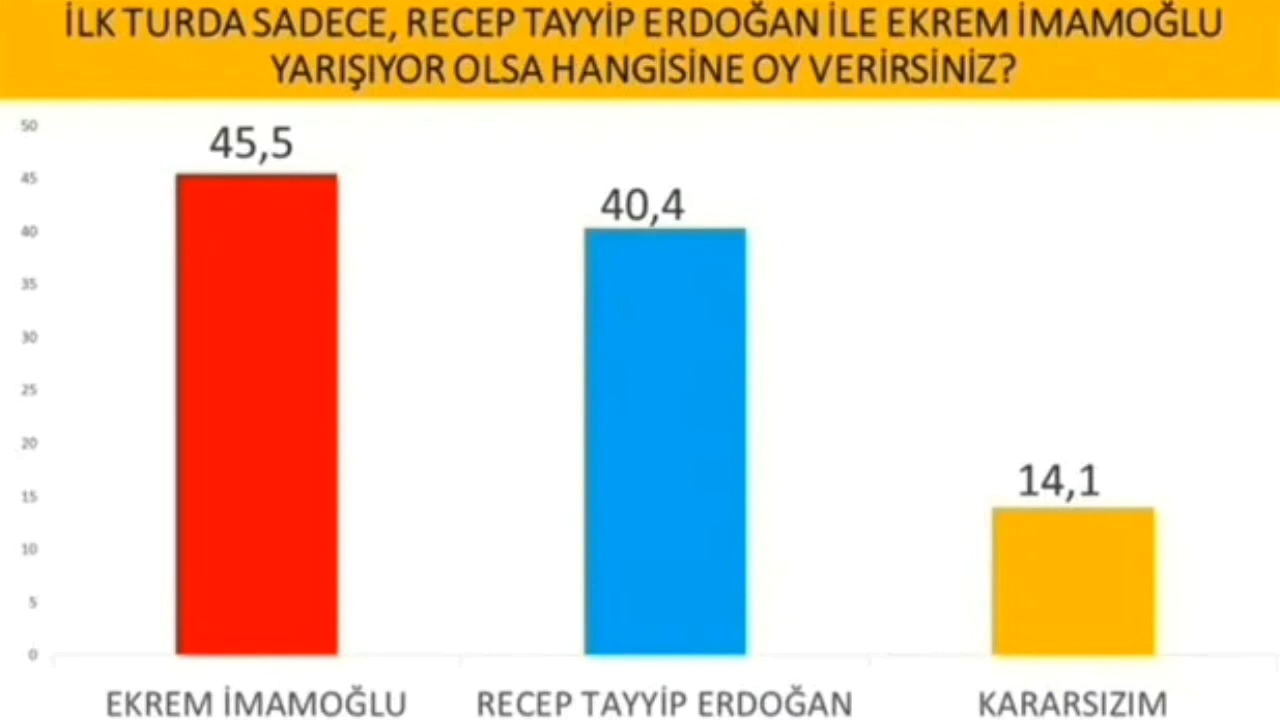 İLK TURDA SADECE, RECEP TAYYİP ERDOĞAN İLE EKREM İMAMOĞLU
YARIŞIYOR OLSA HANGİSİNE OY VERİRSİNİZ?
50
45
40
35
30
25
20
15
10
5
0
45,5
40,4
14,1
EKREM İMAMOĞLU
RECEP TAYYİP ERDOĞAN
KARARSIZIM